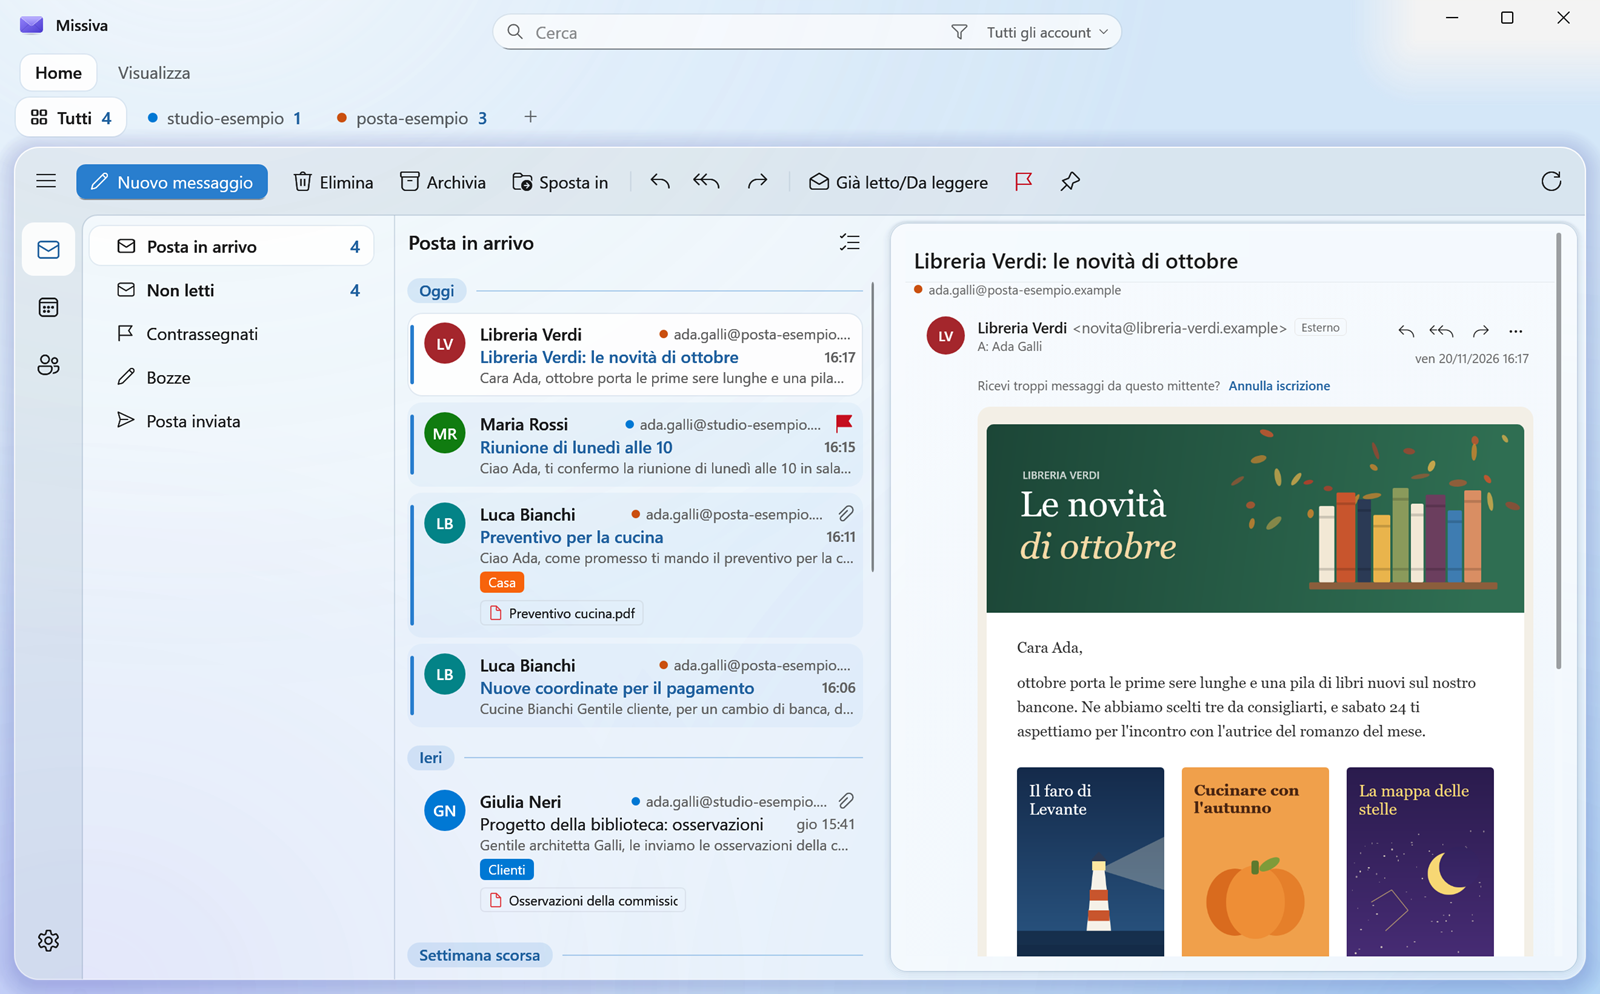 Missiva
Cerca
Tutti gli account
Home
Visualizza
Tutti 4
studio-esempio 1
posta-esempio 3
Nuovo messaggio
Elimina
Archivia
Sposta in
Già letto/Da leggere
Posta in arrivo 4
Non letti 4
Contrassegnati
Bozze
Posta inviata
Posta in arrivo
Oggi
LV
Libreria Verdi
ada.galli@posta-esempio....
Libreria Verdi: le novità di ottobre
16:17
Cara Ada, ottobre porta le prime sere lunghe e una pila...
MR
Maria Rossi
ada.galli@studio-esempio....
Riunione di lunedì alle 10
16:15
Ciao Ada, ti confermo la riunione di lunedì alle 10 in sala...
LB
Luca Bianchi
ada.galli@posta-esempio....
Preventivo per la cucina
16:11
Ciao Ada, come promesso ti mando il preventivo per la c...
Casa
Preventivo cucina.pdf
LB
Luca Bianchi
ada.galli@posta-esempio....
Nuove coordinate per il pagamento
16:06
Cucine Bianchi Gentile cliente, per un cambio di banca, d...
Ieri
GN
Giulia Neri
ada.galli@studio-esempio....
Progetto della biblioteca: osservazioni
gio 15:41
Gentile architetta Galli, le inviamo le osservazioni della c...
Clienti
Osservazioni della commissic
Settimana scorsa
Libreria Verdi: le novità di ottobre
ada.galli@posta-esempio.example
LV
Libreria Verdi <novita@libreria-verdi.example>
Esterno
A: Ada Galli
ven 20/11/2026 16:17
Ricevi troppi messaggi da questo mittente? Annulla iscrizione
LIBRERIA VERDI
Le novità
di ottobre
Cara Ada,
ottobre porta le prime sere lunghe e una pila di libri nuovi sul nostro
bancone. Ne abbiamo scelti tre da consigliarti, e sabato 24 ti
aspettiamo per l'incontro con l'autrice del romanzo del mese.
Il faro di
Levante
Cucinare con
l'autunno
La mappa delle
stelle